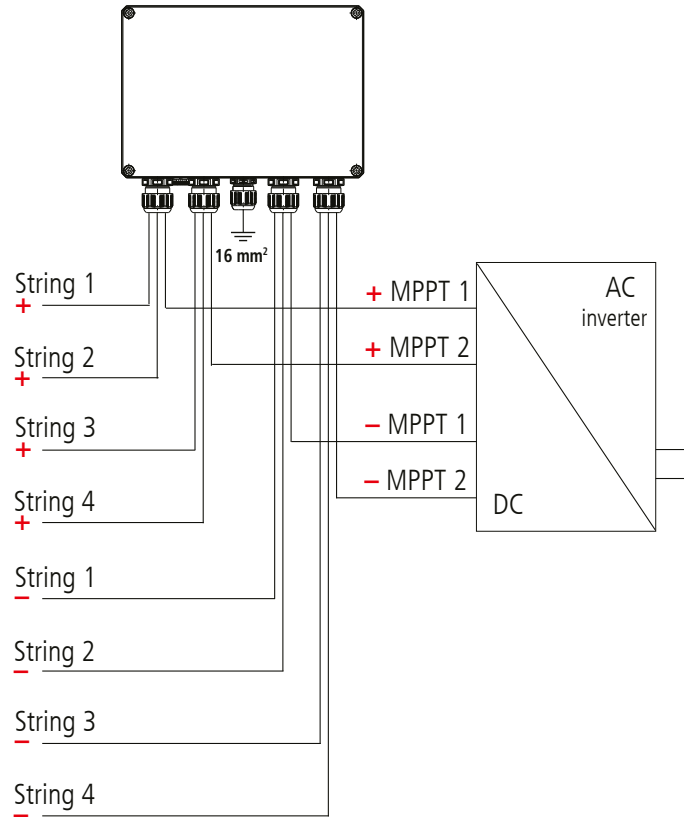 16 mm²
String 1
+
String 2
+
String 3
+
String 4
+
String 1
–
String 2
–
String 3
–
String 4
–
+ MPPT 1
+ MPPT 2
– MPPT 1
– MPPT 2
AC
inverter
DC